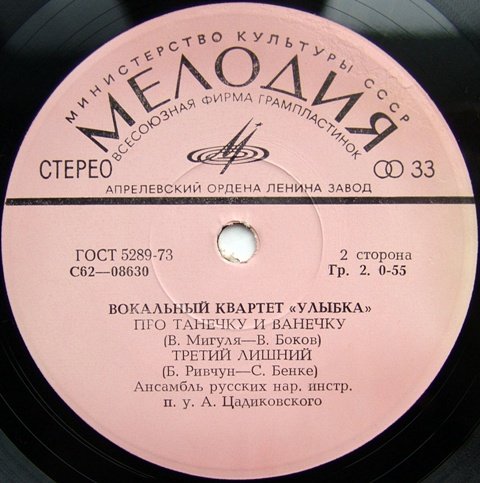 МИНИСТЕРСТВО КУЛЬТУРЫ СССР
МЕЛОДИЯ
ВСЕСОЮЗНАЯ ФИРМА ГРАМПЛАСТИНОК
СТЕРЕО
33
АПРЕЛЕВСКИЙ ОРДЕНА ЛЕНИНА ЗАВОД
ГОСТ 5289-73
2 сторона
С62—08630
Гр. 2. 0-55
ВОКАЛЬНЫЙ КВАРТЕТ «УЛЫБКА»
ПРО ТАНЕЧКУ И ВАНЕЧКУ
(В. Мигуля—В. Боков)
ТРЕТИЙ ЛИШНИЙ
(Б. Ривчун—С. Бенке)
Ансамбль русских нар. инстр.
п. у. А. Цадиковского